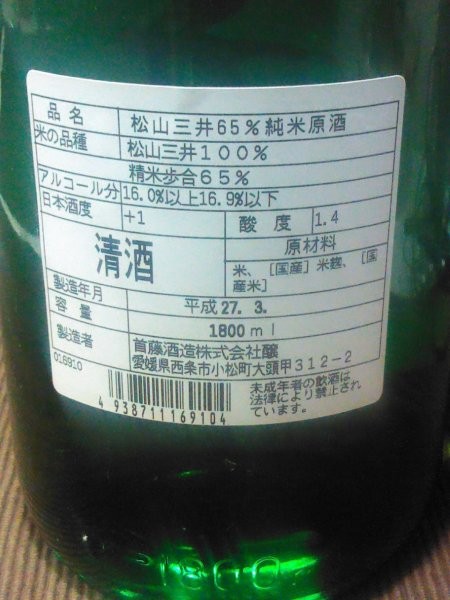 品名 松山三井65%純米原酒
米の品種 松山三井100%
精米歩合65%
アルコール分 16.0%以上16.9%以下
日本酒度 +1 酸度 1.4
清酒
原材料
米、[国産]米麹、[国
産米]
製造年月 平成27.3.
容量 1800ml
製造者 首藤酒造株式会社醸
愛媛県西条市小松町大頭甲312-2
016910
4938711169104
未成年者の飲酒は
法律により禁止され
ています。
1800